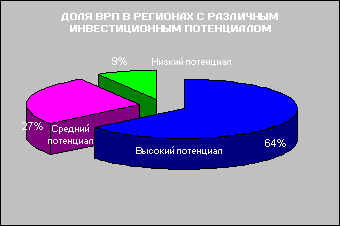 ДОЛЯ ВРП В РЕГИОНАХ С РАЗЛИЧНЫМ
ИНВЕСТИЦИОННЫМ ПОТЕНЦИАЛОМ
9%
Низкий потенциал
27%
Средний
потенциал
Высокий потенциал
64%